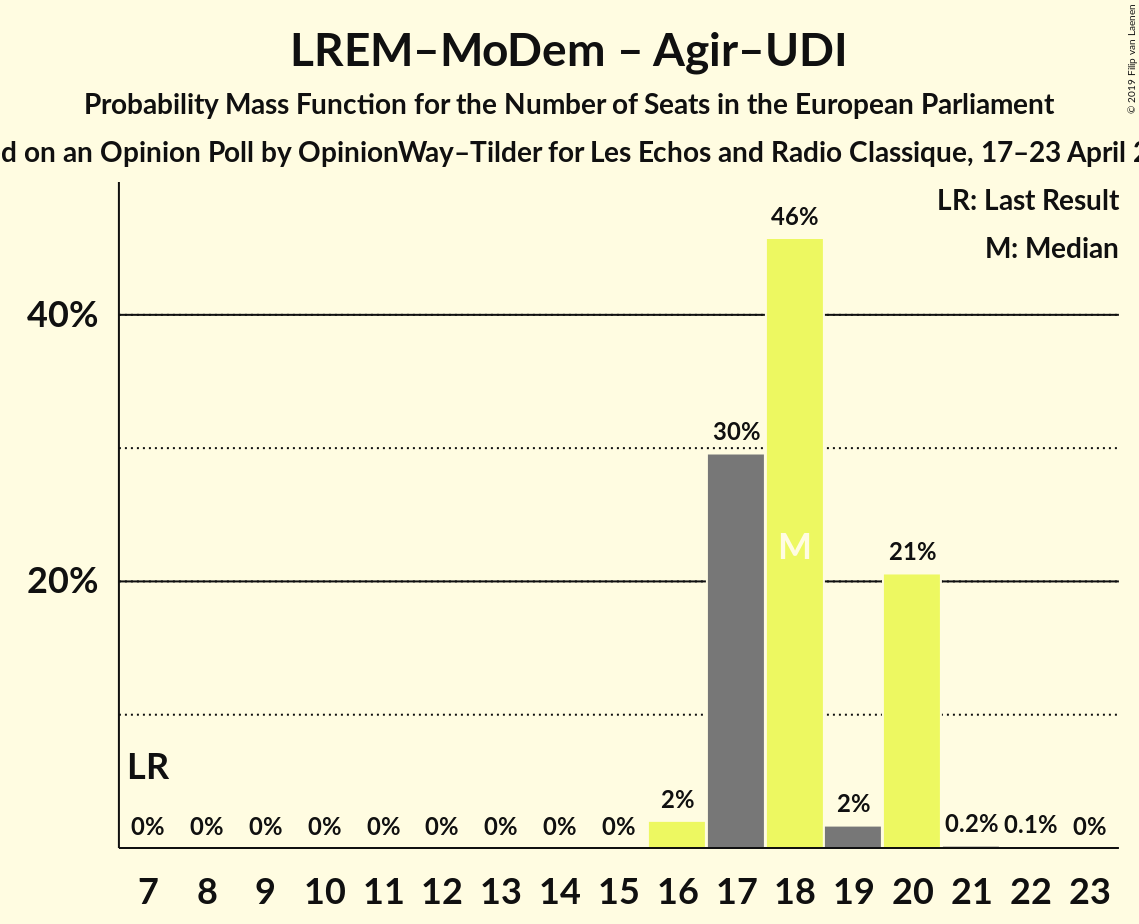 LREM–MoDem – Agir–UDI
Probability Mass Function for the Number of Seats in the European Parliament
on an Opinion Poll by OpinionWay–Tilder for Les Echos and Radio Classique, 17–23 April
© 2019 Filip van Laenen
LR: Last Result
M: Median
46%
40%
30%
M
21%
20%
LR
0% 0% 0% 0% 0% 0% 0% 0% 0% 2% 2% 0.2% 0.1% 0%
7 8 9 10 11 12 13 14 15 16 17 18 19 20 21 22 23